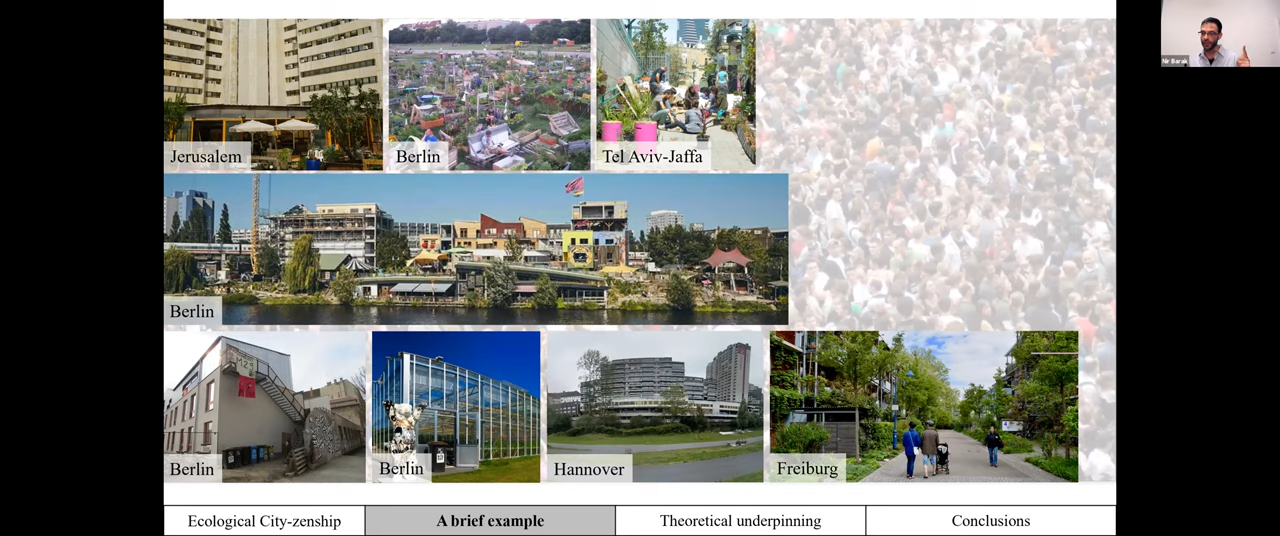 Nir Barak
Jerusalem
Berlin
Tel Aviv-Jaffa
Berlin
Berlin
Berlin
Hannover
Freiburg
Ecological City-zenship
A brief example
Theoretical underpinning
Conclusions